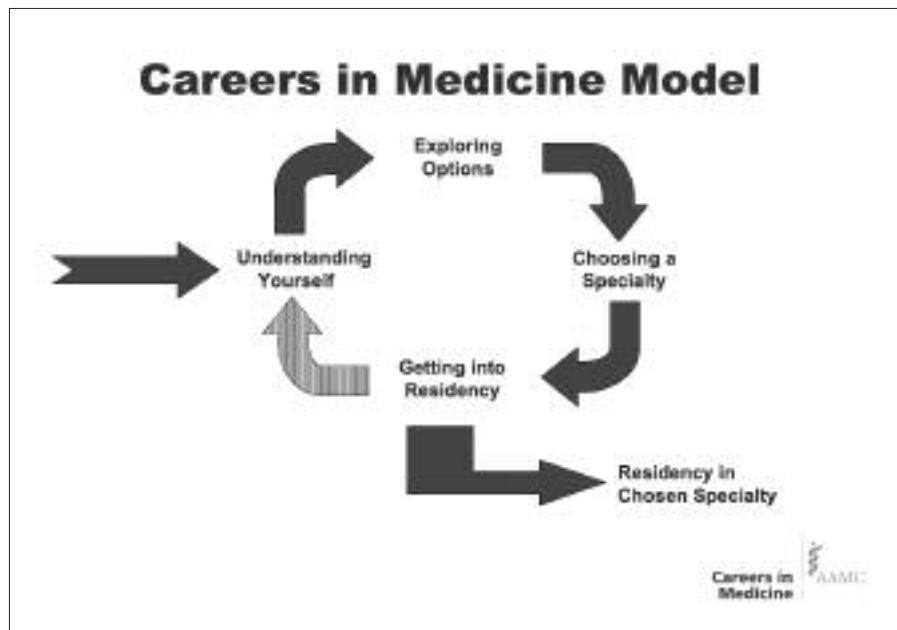 Careers in Medicine Model
Exploring
Options
Understanding
Yourself
Choosing a
Specialty
Getting into
Residency
Residency in
Chosen Specialty
Careers in
Medicine
AAMC